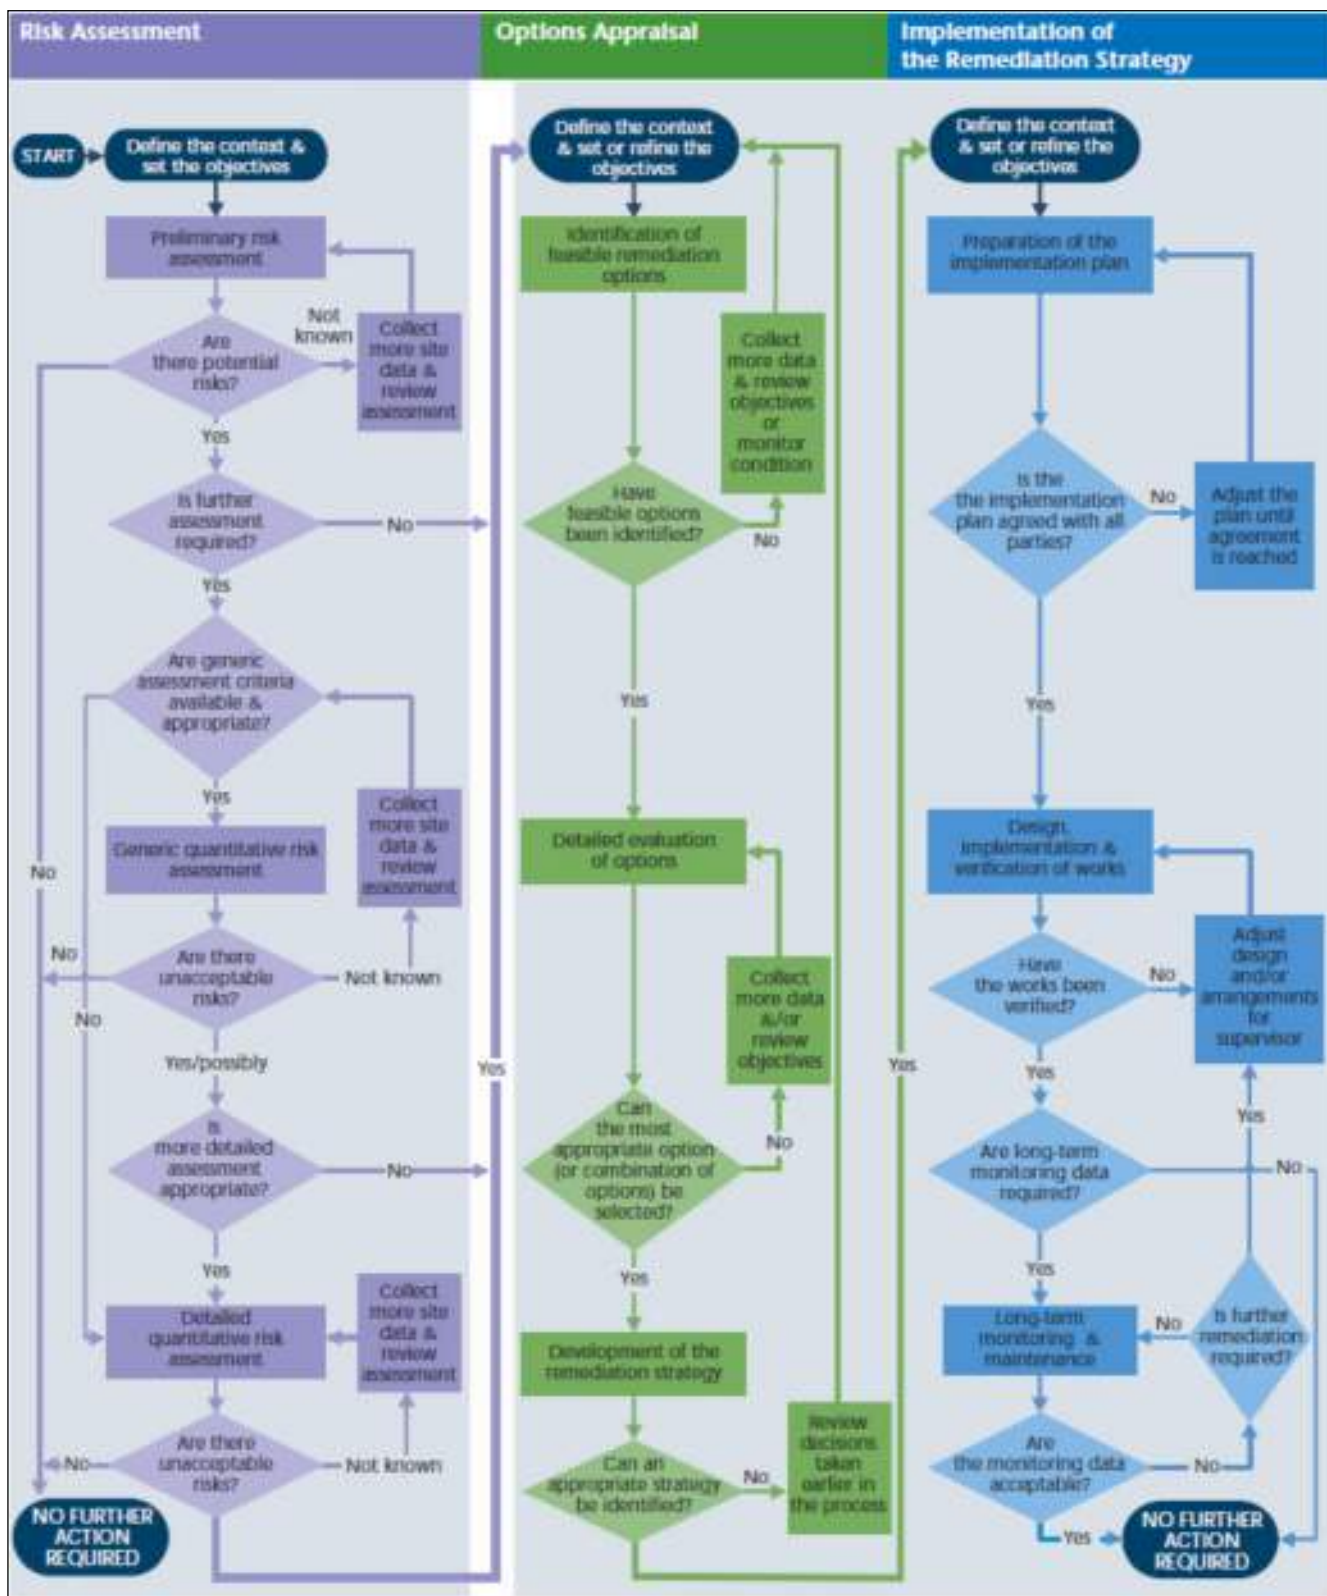 Risk Assessment
START
Define the context &
set the objectives
Preliminary risk
assessment
Are
there potential
risks?
Not
known
Collect
more site
data &
review
assessment
Yes
Is further
assessment
required?
No
Yes
Are generic
assessment criteria
available &
appropriate?
Yes
Collect
more site
data &
review
assessment
Generic quantitative risk
assessment
No
No
Are there
unacceptable
risks?
Not known
No
Yes/possibly
Is
more detailed
assessment
appropriate?
No
Yes
Detailed
quantitative risk
assessment
Collect
more site
data &
review
assessment
No
Are there
unacceptable
risks?
Not known
NO FURTHER
ACTION
REQUIRED
Yes
Options Appraisal
Define the context
& set or refine the
objectives
Identification of
feasible remediation
options
Collect
more data
& review
objectives
or
monitor
condition
Have
feasible options
been identified?
No
Yes
Detailed evaluation
of options
Collect
more data
&/or
review
objectives
Can
the most
appropriate option
(or combination of
options) be
selected?
No
Yes
Development of the
remediation strategy
Can an
appropriate strategy
be identified?
No
Review
decisions
taken
earlier in
the process
Yes
Implementation of
the Remediation Strategy
Define the context
& set or refine the
objectives
Preparation of the
implementation plan
Is the
the implementation
plan agreed with all
parties?
No
Adjust the
plan until
agreement
is reached
Yes
Design,
implementation &
verification of works
Have
the works been
verified?
No
Adjust
design
and/or
arrangements
for
supervisor
Yes
Yes
Are long-term
monitoring data
required?
No
Yes
Long-term
monitoring &
maintenance
No
Is further
remediation
required?
Are
the monitoring data
acceptable?
No
Yes
NO FURTHER
ACTION
REQUIRED